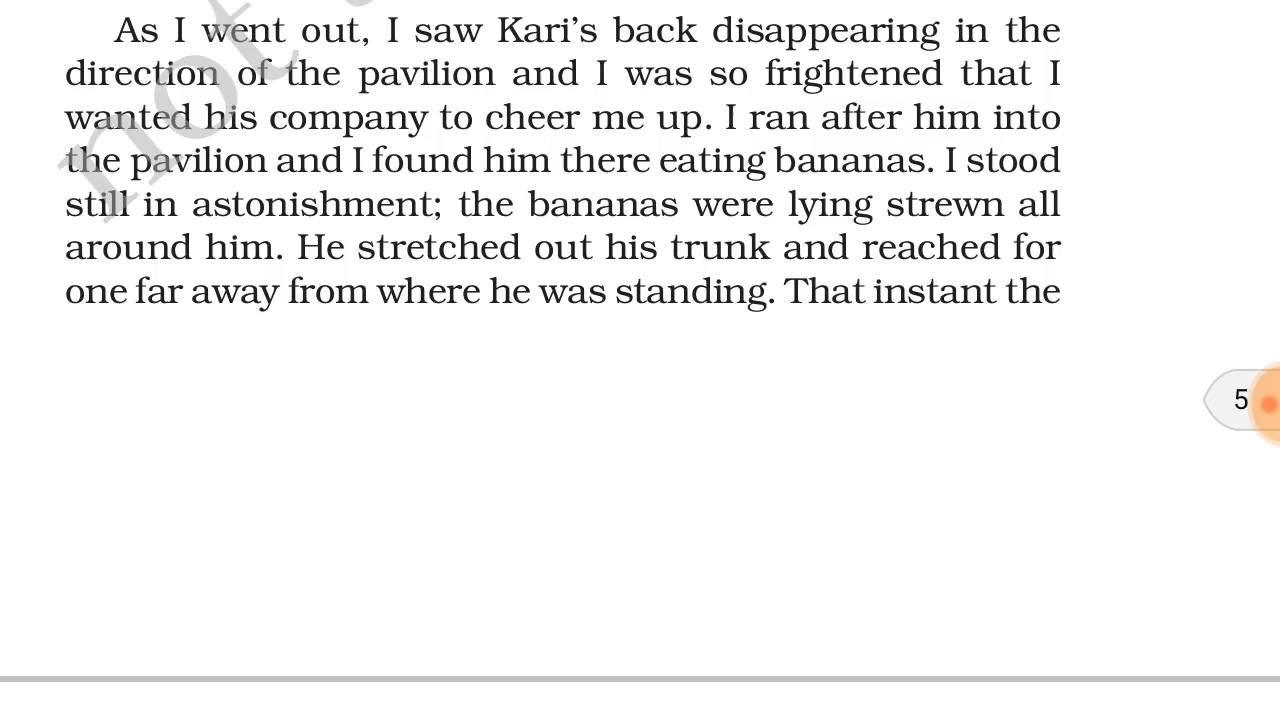 As I went out, I saw Kari’s back disappearing in the
direction of the pavilion and I was so frightened that I
wanted his company to cheer me up. I ran after him into
the pavilion and I found him there eating bananas. I stood
still in astonishment; the bananas were lying strewn all
around him. He stretched out his trunk and reached for
one far away from where he was standing. That instant the
5
not